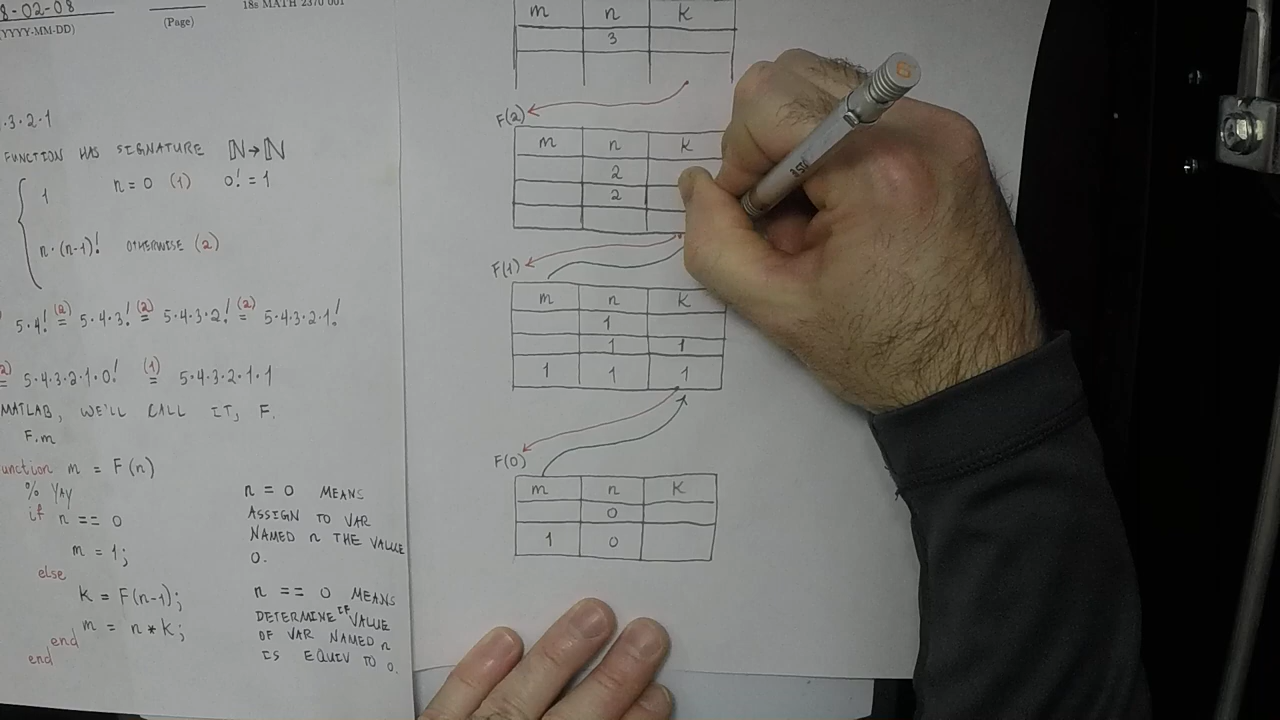 8-02-08
(YYYY-MM-DD)
(Page)
18s MATH 2370 001
.3.2.1
FUNCTION HAS SIGNATURE ℕ→ℕ
1 n=0 (1) 0!=1
n·(n-1)! OTHERWISE (2)
5·4! (2)= 5·4·3! (2)= 5·4·3·2! (2)= 5·4·3·2·1!
2)= 5·4·3·2·1·0! (1)= 5·4·3·2·1·1
MATLAB, WE'LL CALL IT, F.
F.m
unction m = F(n)
% YAY
if n == 0
m = 1;
else
K = F(n-1);
m = n*K;
end
end
n = 0 MEANS
ASSIGN TO VAR
NAMED n THE VALUE
0.
n == 0 MEANS
DETERMINE IF VALUE
OF VAR NAMED n
IS EQUIV TO 0.
m n K
3
F(2)
m n K
2
2
F(1)
m n K
1
1 1
1 1 1
F(0)
m n K
0
1 0